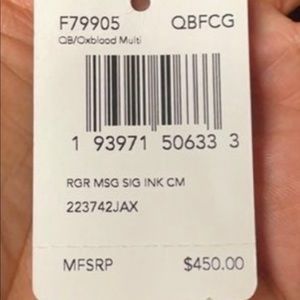 F79905 QBFCG
QB/Oxblood Multi
1 93971 50633 3
RGR MSG SIG INK CM
223742JAX
MFSRP $450.00